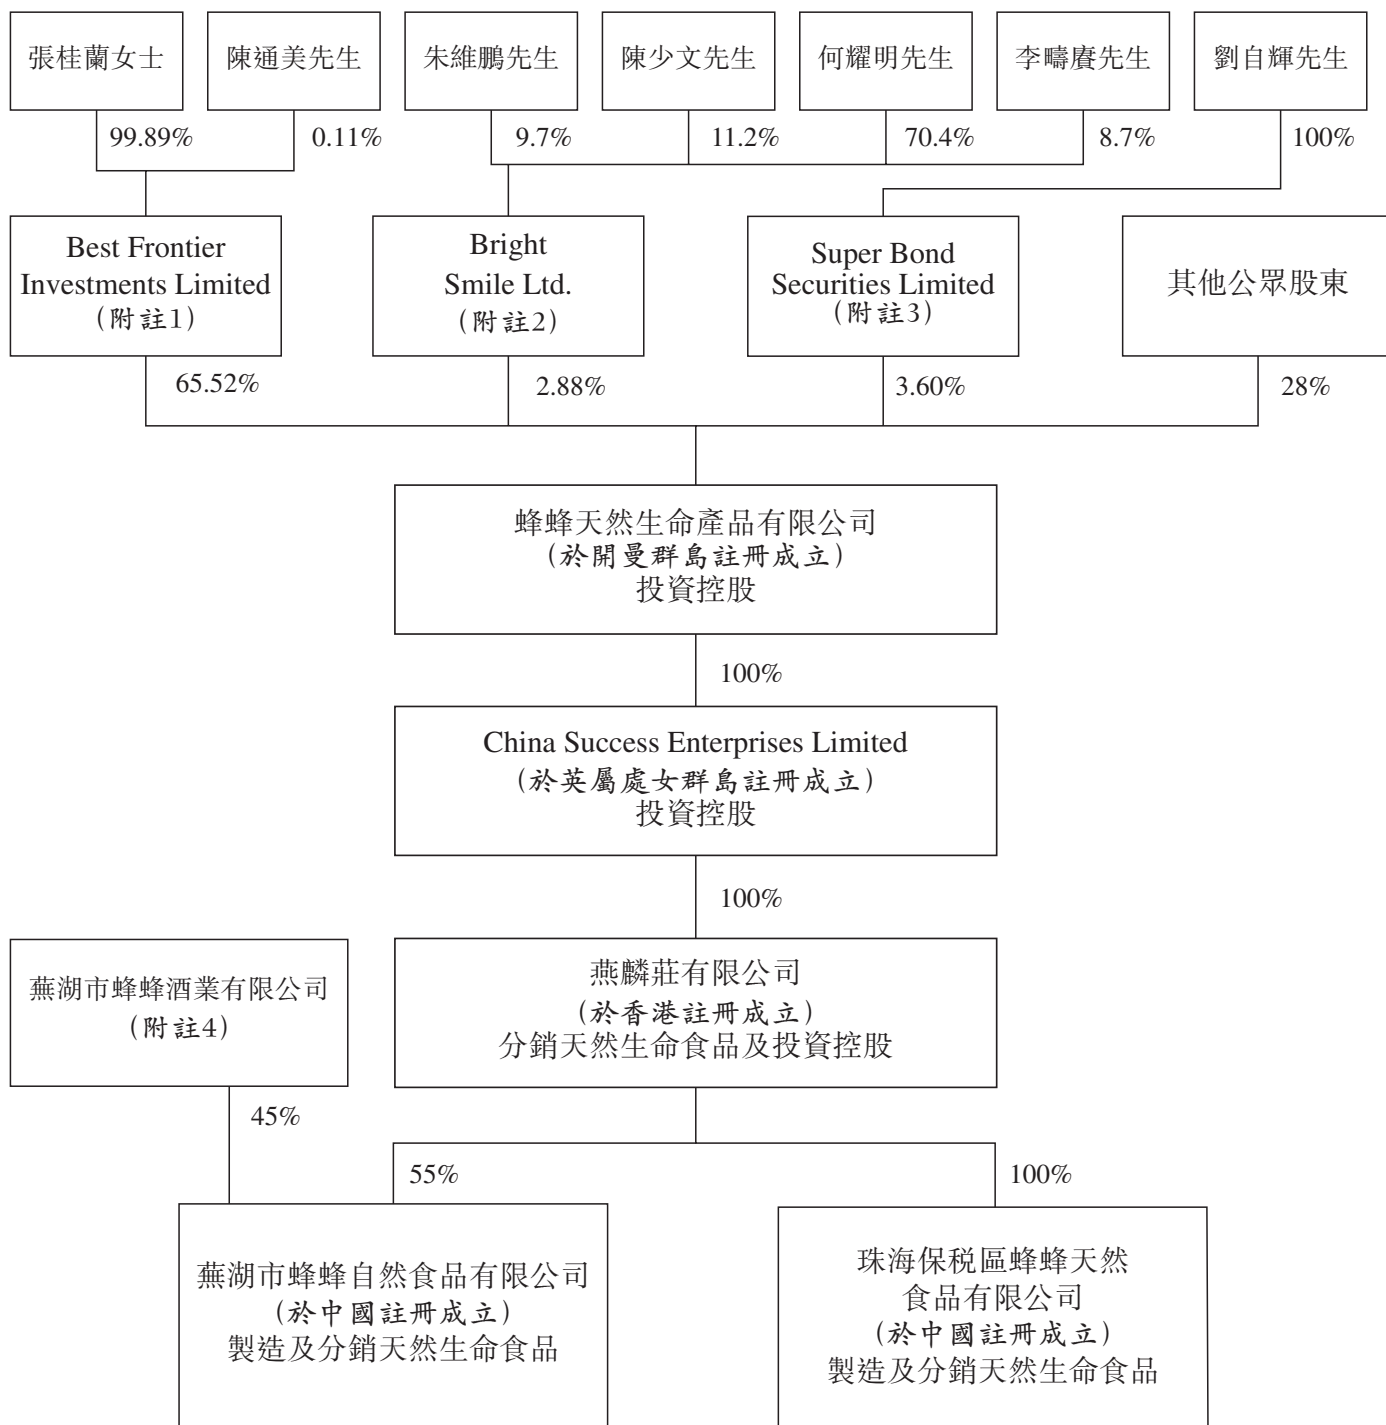 張桂蘭女士
陳通美先生
朱維鵬先生
陳少文先生
何耀明先生
李疇賡先生
劉自輝先生
99.89%
0.11%
9.7%
11.2%
70.4%
8.7%
100%
Best Frontier
Investments Limited
(附註1)
Bright
Smile Ltd.
(附註2)
Super Bond
Securities Limited
(附註3)
其他公眾股東
65.52%
2.88%
3.60%
28%
蜂蜂天然生命產品有限公司
(於開曼群島註冊成立)
投資控股
100%
China Success Enterprises Limited
(於英屬處女群島註冊成立)
投資控股
100%
蕪湖市蜂蜂酒業有限公司
(附註4)
燕麟莊有限公司
(於香港註冊成立)
分銷天然生命食品及投資控股
45%
55%
100%
蕪湖市蜂蜂自然食品有限公司
(於中國註冊成立)
製造及分銷天然生命食品
珠海保税區蜂蜂天然
食品有限公司
(於中國註冊成立)
製造及分銷天然生命食品